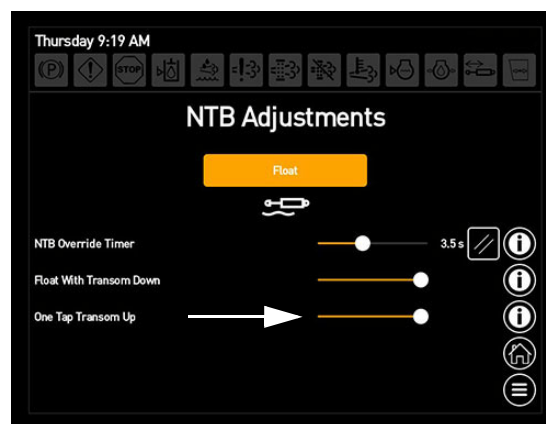 Thursday 9:19 AM
P
STOP
NTB Adjustments
Float
NTB Override Timer
3.5 s
i
Float With Transom Down
i
One Tap Transom Up
i